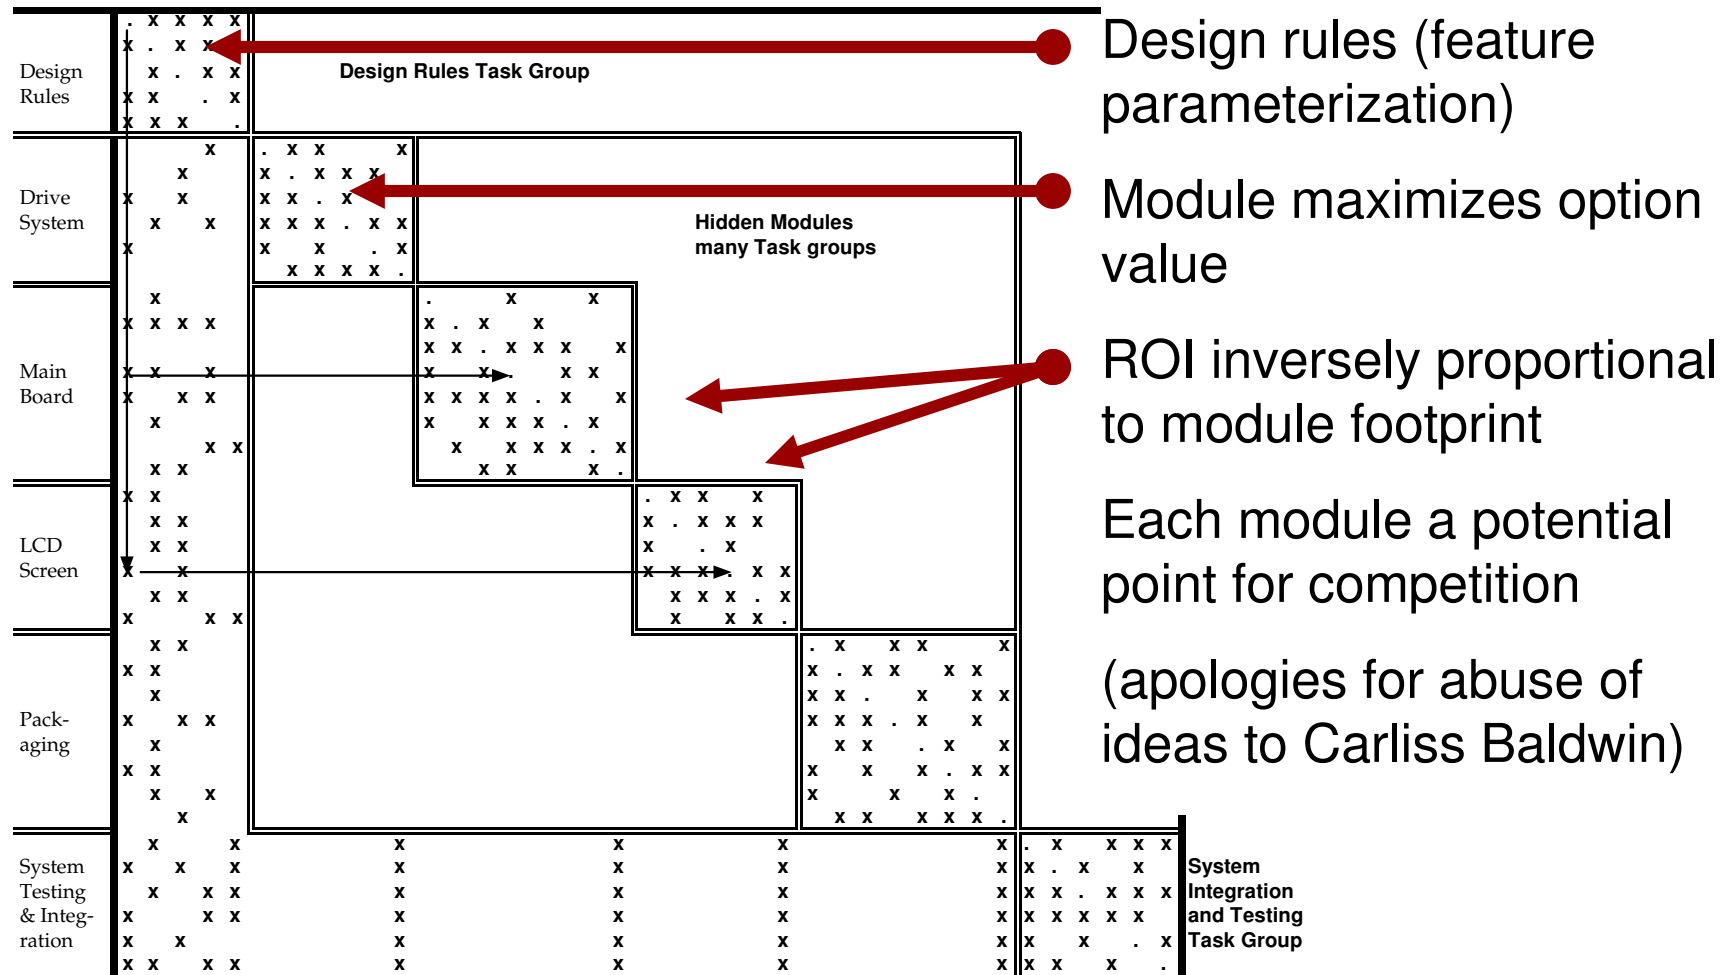 . x x x x
x . x x
x . x x
x x . x
x x x .
Design
Rules
Design Rules Task Group
x . x x x
x x . x x x
x x x x . x
x x x x x . x x
x x x . x
x x x x .
Drive
System
Hidden Modules
many Task groups
x . x x
x x x x x . x x
x x . x x x x
x x x x x . x x
x x x x x x x . x x
x x x x x . x
x x x x x x . x
x x x x x .
Main
Board
x x . x x x
x x x . x x x
x x x . x
x x x x x . x x
x x x x x . x
x x x x x x .
LCD
Screen
x x . x x x x
x x x . x x x x
x x x . x x x
x x x x x x . x x
x x x . x x
x x x x x . x x
x x x x x .
x x x x x x .
Pack-
aging
x x x x x x . x x x x
x x x x x x x x . x x
x x x x x x x x x . x x x
x x x x x x x x x x x x
x x x x x x x x x . x
x x x x x x x x x x x .
System
Testing
& Integ-
ration
System
Integration
and Testing
Task Group
Design rules (feature
parameterization)
Module maximizes option
value
ROI inversely proportional
to module footprint
Each module a potential
point for competition
(apologies for abuse of
ideas to Carliss Baldwin)